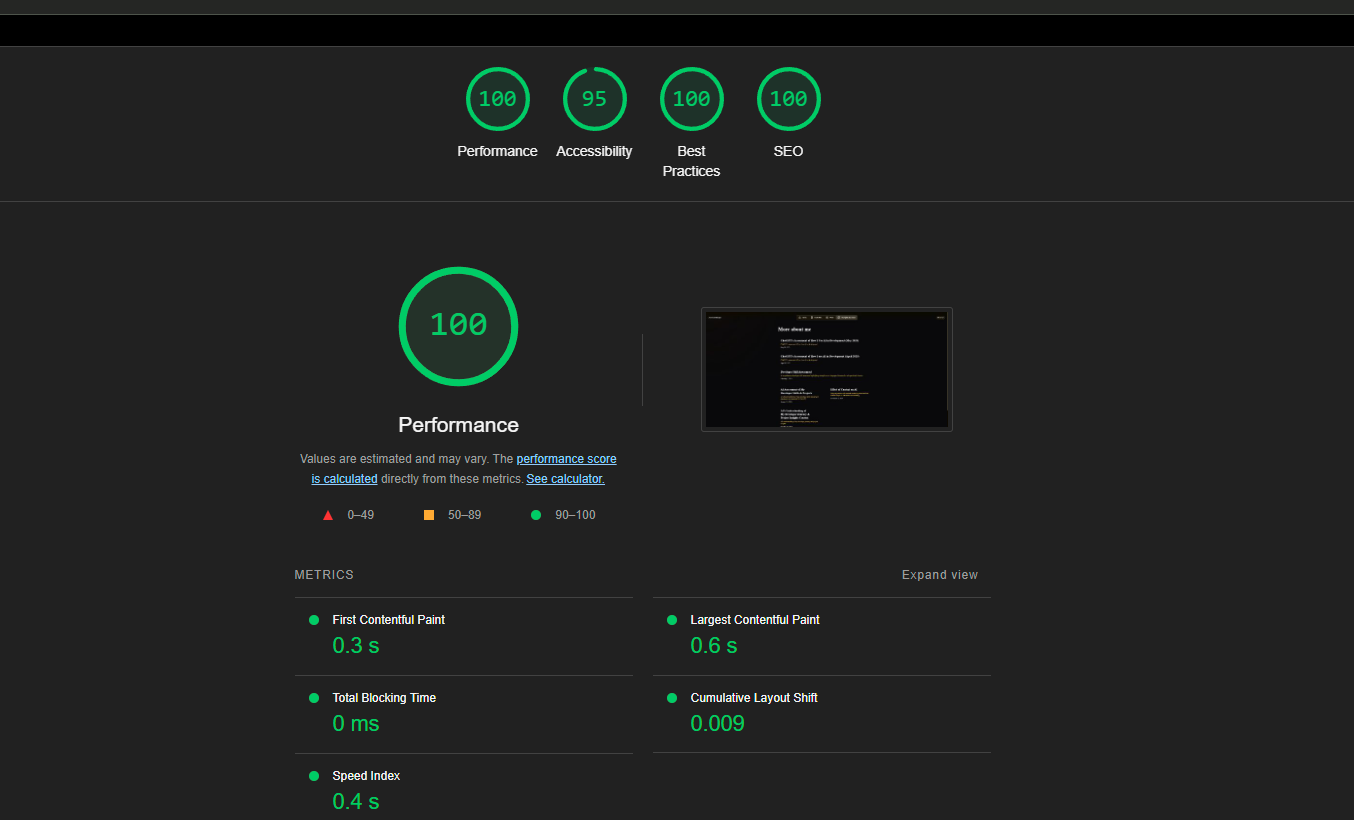 100
95
100
100
Performance
Accessibility
Best
Practices
SEO
100
Performance
Values are estimated and may vary. The performance score
is calculated directly from these metrics. See calculator.
0–49
50–89
90–100
More about me
METRICS
Expand view
First Contentful Paint
0.3 s
Largest Contentful Paint
0.6 s
Total Blocking Time
0 ms
Cumulative Layout Shift
0.009
Speed Index
0.4 s